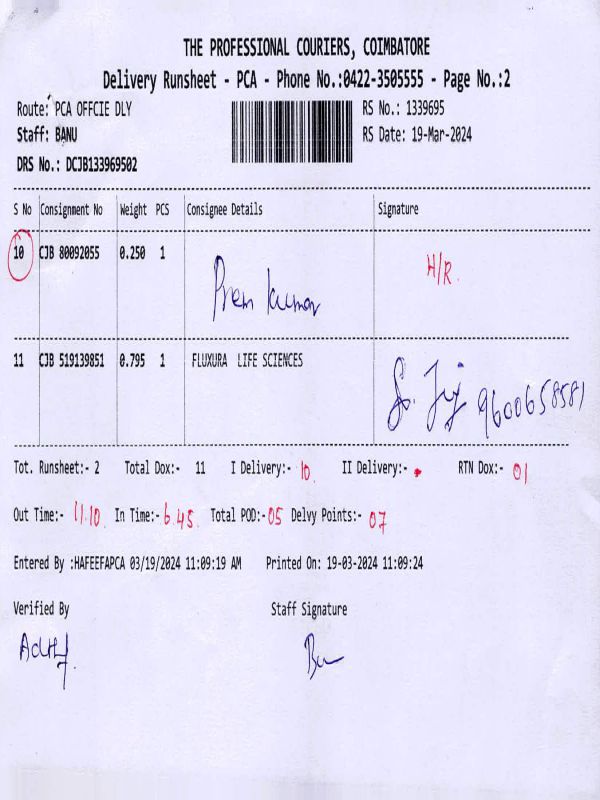 THE PROFESSIONAL COURIERS, COIMBATORE
Delivery Runsheet - PCA - Phone No.:0422-3505555 - Page No.:2
Route: PCA OFFCIE DLY RS No.: 1339695
Staff: BANU RS Date: 19-Mar-2024
DRS No.: DCJB133969502
S No Consignment No Weight PCS Consignee Details Signature
10 CJB 80092055 0.250 1 Prem kumar H/R.
11 CJB 519139851 0.795 1 FLUXURA LIFE SCIENCES 9600658581
Tot. Runsheet:- 2 Total Dox:- 11 I Delivery:- 10. II Delivery:- RTN Dox:- 01
Out Time:- 11.10. In Time:- 6.45. Total POD:- 05 Delvy Points:- 07
Entered By :HAFEEFAPCA 03/19/2024 11:09:19 AM Printed On: 19-03-2024 11:09:24
Verified By Staff Signature